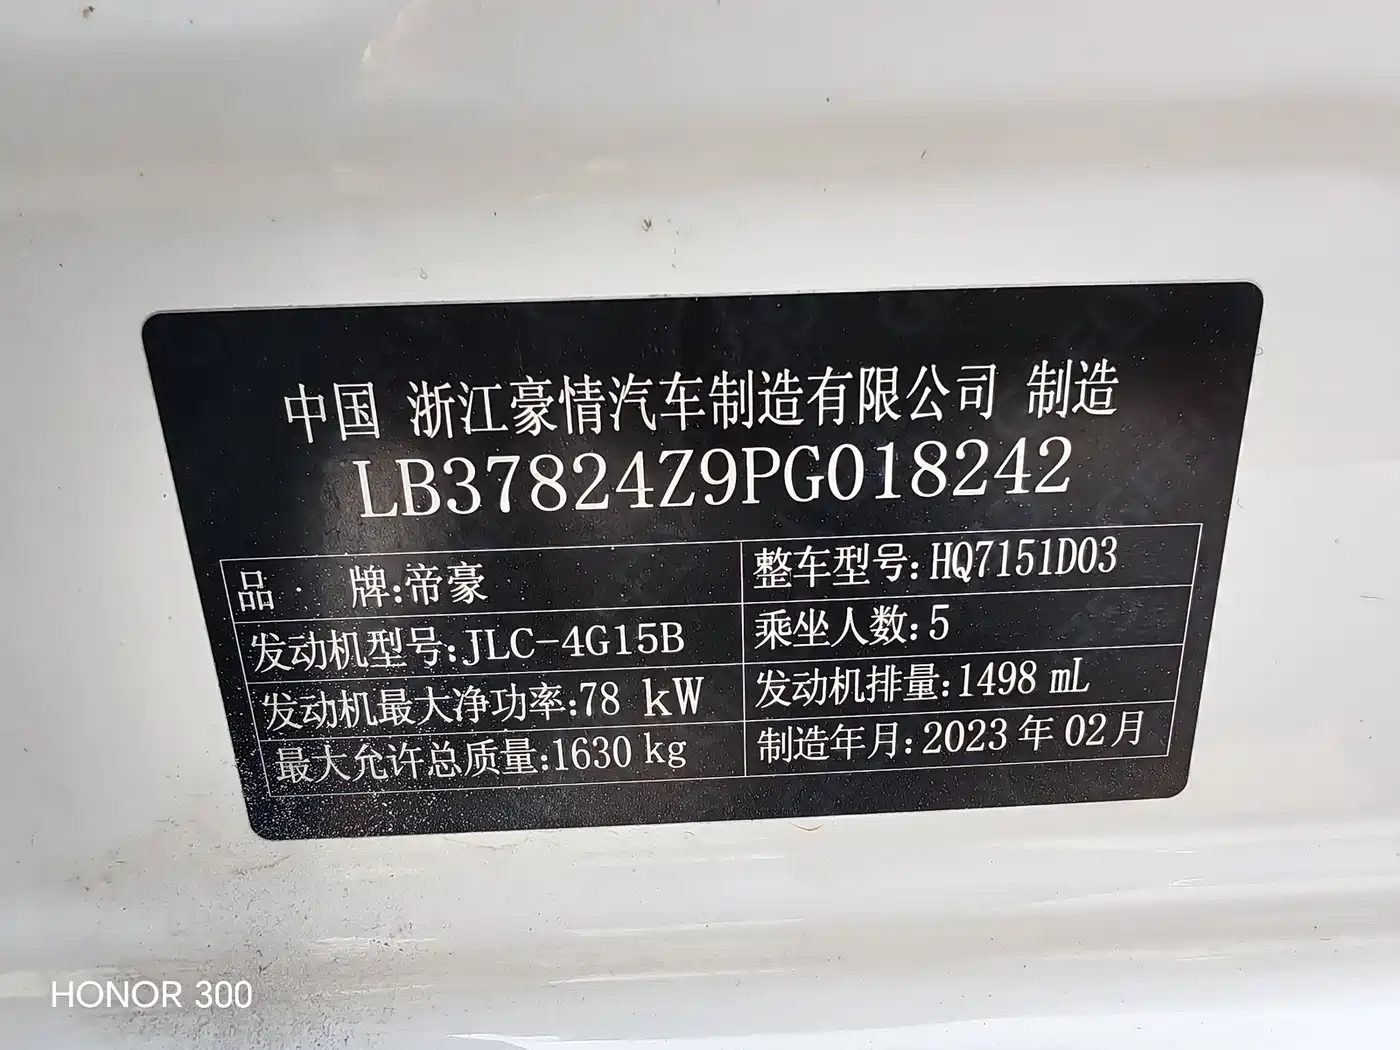 中国 浙江豪情汽车制造有限公司 制造
LB37824Z9PG018242
品 牌:帝豪
整车型号:HQ7151D03
发动机型号:JLC-4G15B
乘坐人数:5
发动机最大净功率:78 kW
发动机排量:1498 mL
最大允许总质量:1630 kg
制造年月:2023 年 02 月
HONOR 300